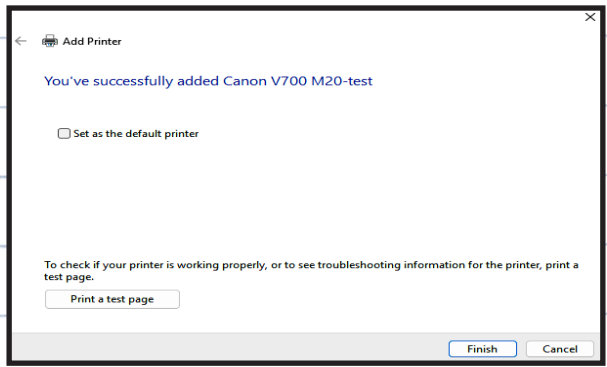 Add Printer
You've successfully added Canon V700 M20-test
Set as the default printer
To check if your printer is working properly, or to see troubleshooting information for the printer, print a
test page.
Print a test page
Finish
Cancel